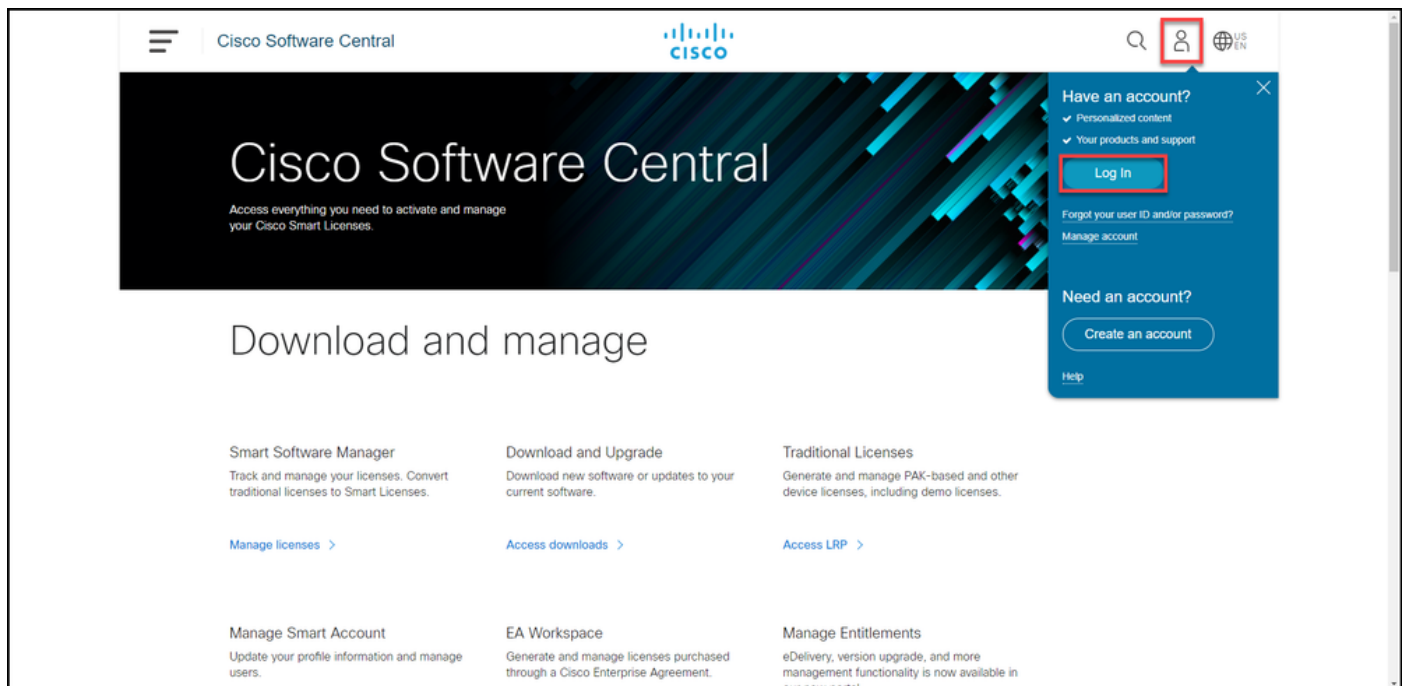 Cisco Software Central
CISCO
US
EN
Have an account?
Personalized content
Your products and support
Log In
Forgot your user ID and/or password?
Manage account
Need an account?
Create an account
Help
Cisco Software Central
Access everything you need to activate and manage
your Cisco Smart Licenses.
Download and manage
Smart Software Manager
Track and manage your licenses. Convert
traditional licenses to Smart Licenses.
Manage licenses
Download and Upgrade
Download new software or updates to your
current software.
Access downloads
Traditional Licenses
Generate and manage PAK-based and other
device licenses, including demo licenses.
Access LRP
Manage Smart Account
Update your profile information and manage
users.
EA Workspace
Generate and manage licenses purchased
through a Cisco Enterprise Agreement.
Manage Entitlements
eDelivery, version upgrade, and more
management functionality is now available in